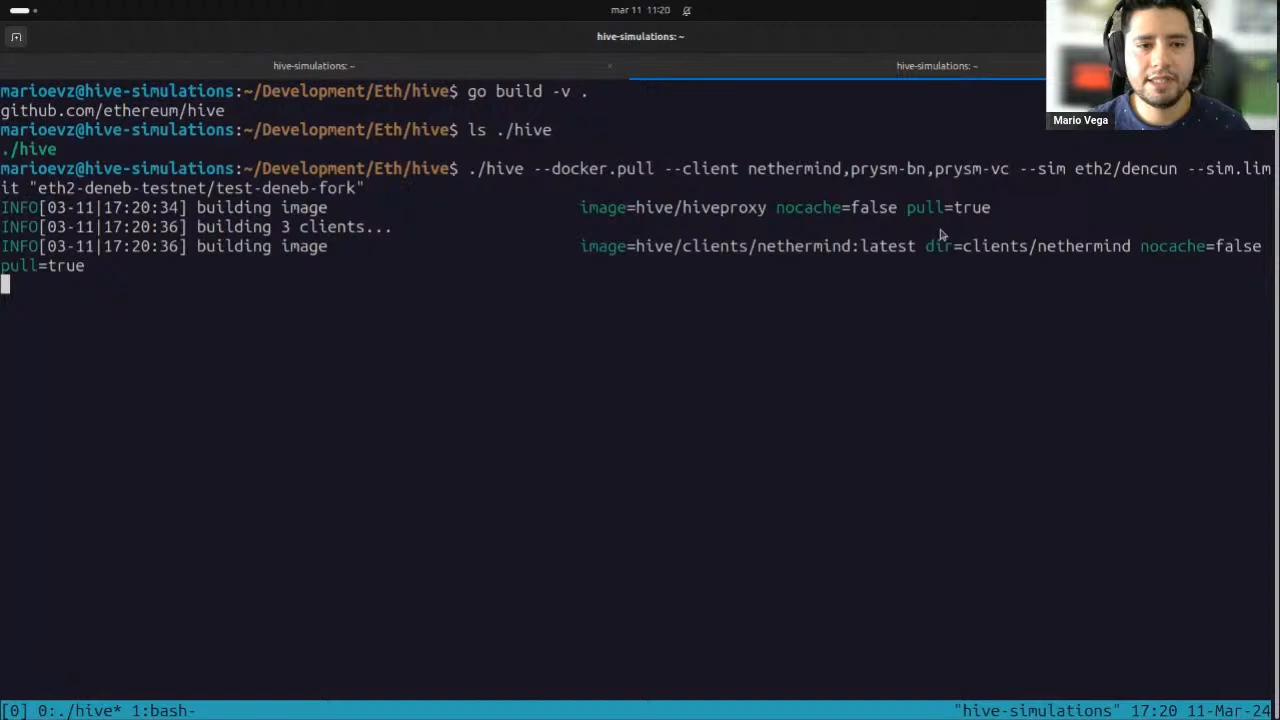 mar 11 11:20
hive-simulations: ~
hive-simulations: ~
hive-simulations: ~
Mario Vega
marioevz@hive-simulations:~/Development/Eth/hive$ go build -v .
github.com/ethereum/hive
marioevz@hive-simulations:~/Development/Eth/hive$ ls ./hive
./hive
marioevz@hive-simulations:~/Development/Eth/hive$ ./hive --docker.pull --client nethermind,prysm-bn,prysm-vc --sim eth2/dencun --sim.lim
it "eth2-deneb-testnet/test-deneb-fork"
INFO[03-11|17:20:34] building image image=hive/hiveproxy nocache=false pull=true
INFO[03-11|17:20:36] building 3 clients...
INFO[03-11|17:20:36] building image image=hive/clients/nethermind:latest dir=clients/nethermind nocache=false
pull=true
[0] 0:./hive* 1:bash- "hive-simulations" 17:20 11-Mar-24